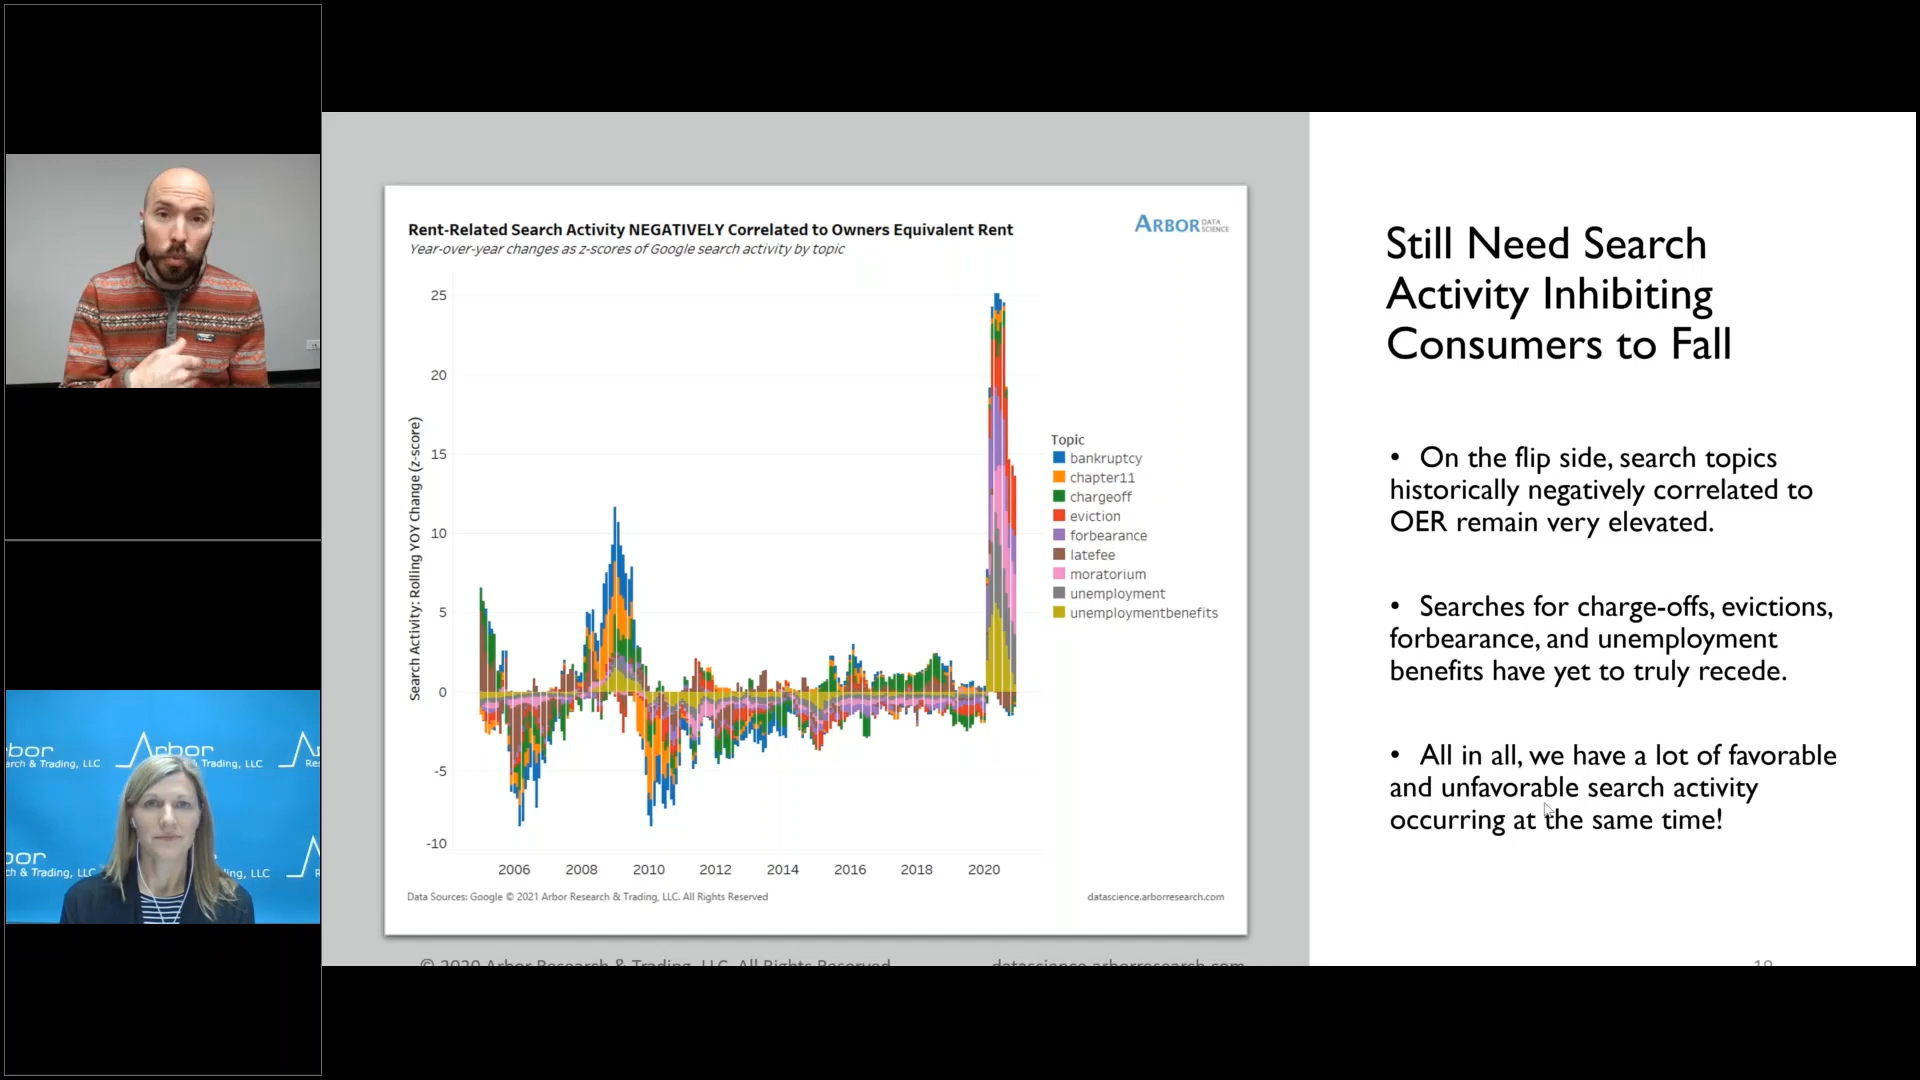 Rent-Related Search Activity NEGATIVELY Correlated to Owners Equivalent Rent
Year-over-year changes as z-scores of Google search activity by topic
ARBOR DATA SCIENCE
Search Activity: Rolling YOY Change (z-score)
25
20
15
10
5
0
-5
-10
2006 2008 2010 2012 2014 2016 2018 2020
Topic
bankruptcy
chapter11
chargeoff
eviction
forbearance
latefee
moratorium
unemployment
unemploymentbenefits
Data Sources: Google © 2021 Arbor Research & Trading, LLC. All Rights Reserved
datascience.arborresearch.com
© 2020 Arbor Research & Trading, LLC. All Rights Reserved
datascience.arborresearch.com
Still Need Search
Activity Inhibiting
Consumers to Fall
• On the flip side, search topics
historically negatively correlated to
OER remain very elevated.
• Searches for charge-offs, evictions,
forbearance, and unemployment
benefits have yet to truly recede.
• All in all, we have a lot of favorable
and unfavorable search activity
occurring at the same time!
Arbor
& Trading, LLC